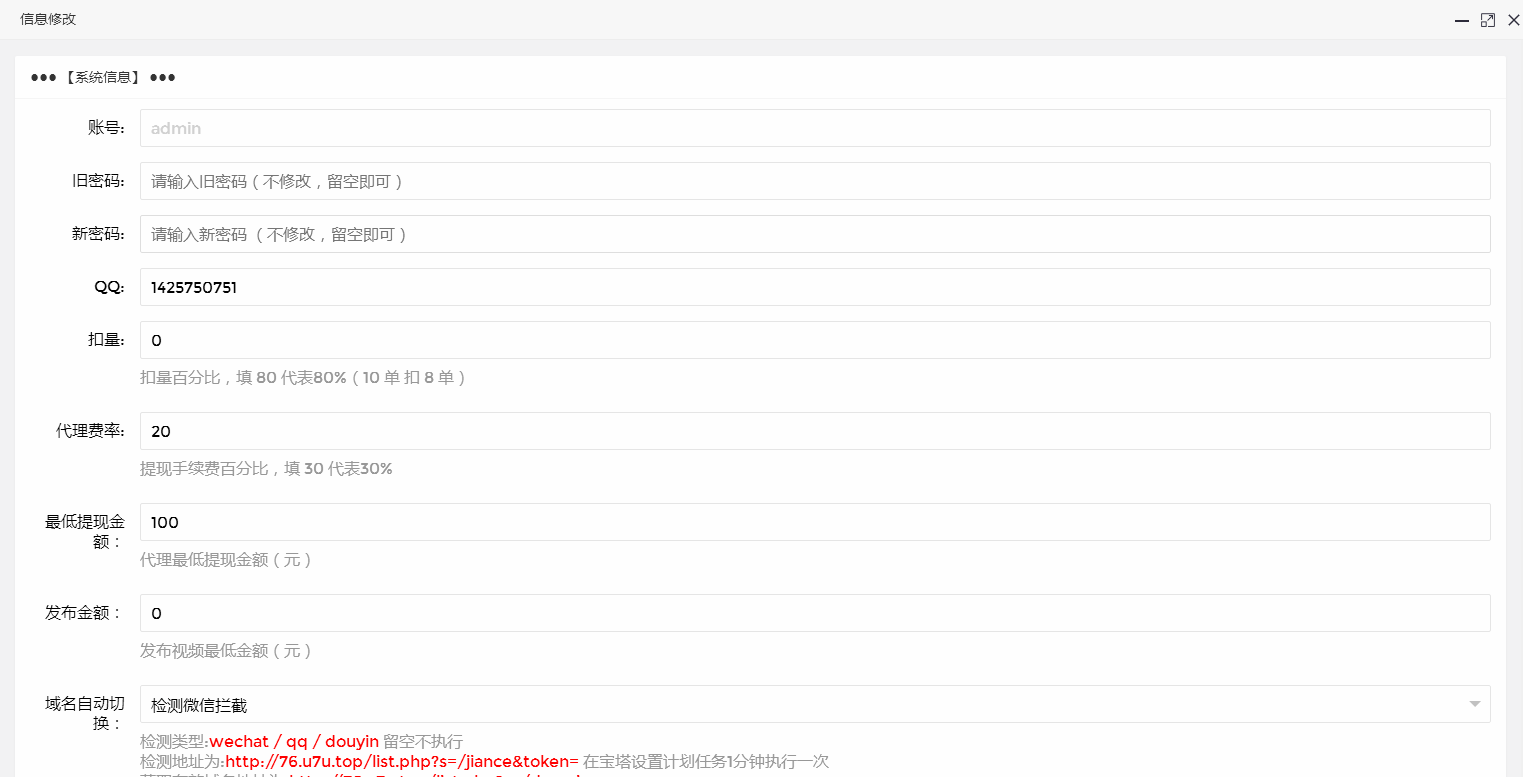 信息修改
●●●【系统信息】●●●
账号:
admin
旧密码:
请输入旧密码（不修改，留空即可）
新密码:
请输入新密码 （不修改，留空即可）
QQ:
1425750751
扣量:
0
扣量百分比，填 80 代表80%（10 单 扣 8 单）
代理费率:
20
提现手续费百分比，填 30 代表30%
最低提现金
额：
100
代理最低提现金额（元）
发布金额：
0
发布视频最低金额（元）
域名自动切
换：
检测微信拦截
检测类型:wechat / qq / douyin 留空不执行
检测地址为:http://76.u7u.top/list.php?s=/jiance&token= 在宝塔设置计划任务1分钟执行一次